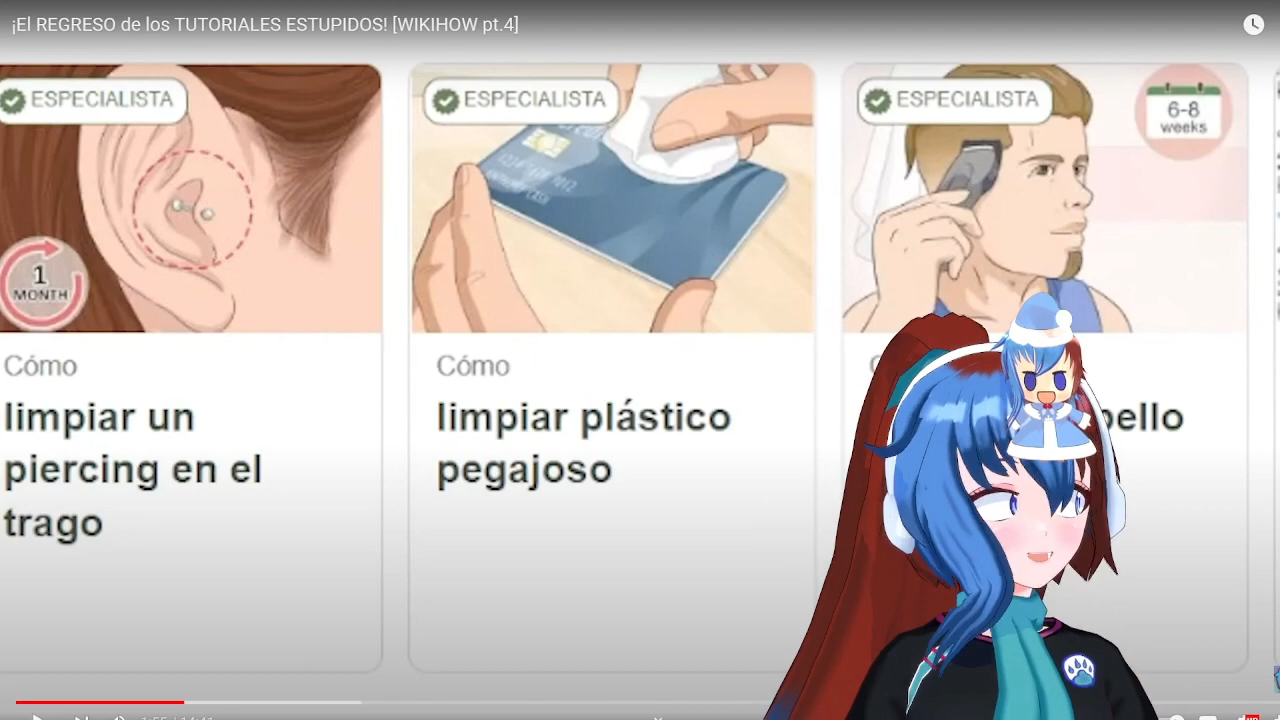 ¡El REGRESO de los TUTORIALES ESTUPIDOS! [WIKIHOW pt.4]
ESPECIALISTA
1
MONTH
Cómo
limpiar un
piercing en el
trago
ESPECIALISTA
Cómo
limpiar plástico
pegajoso
ESPECIALISTA
6-8
weeks